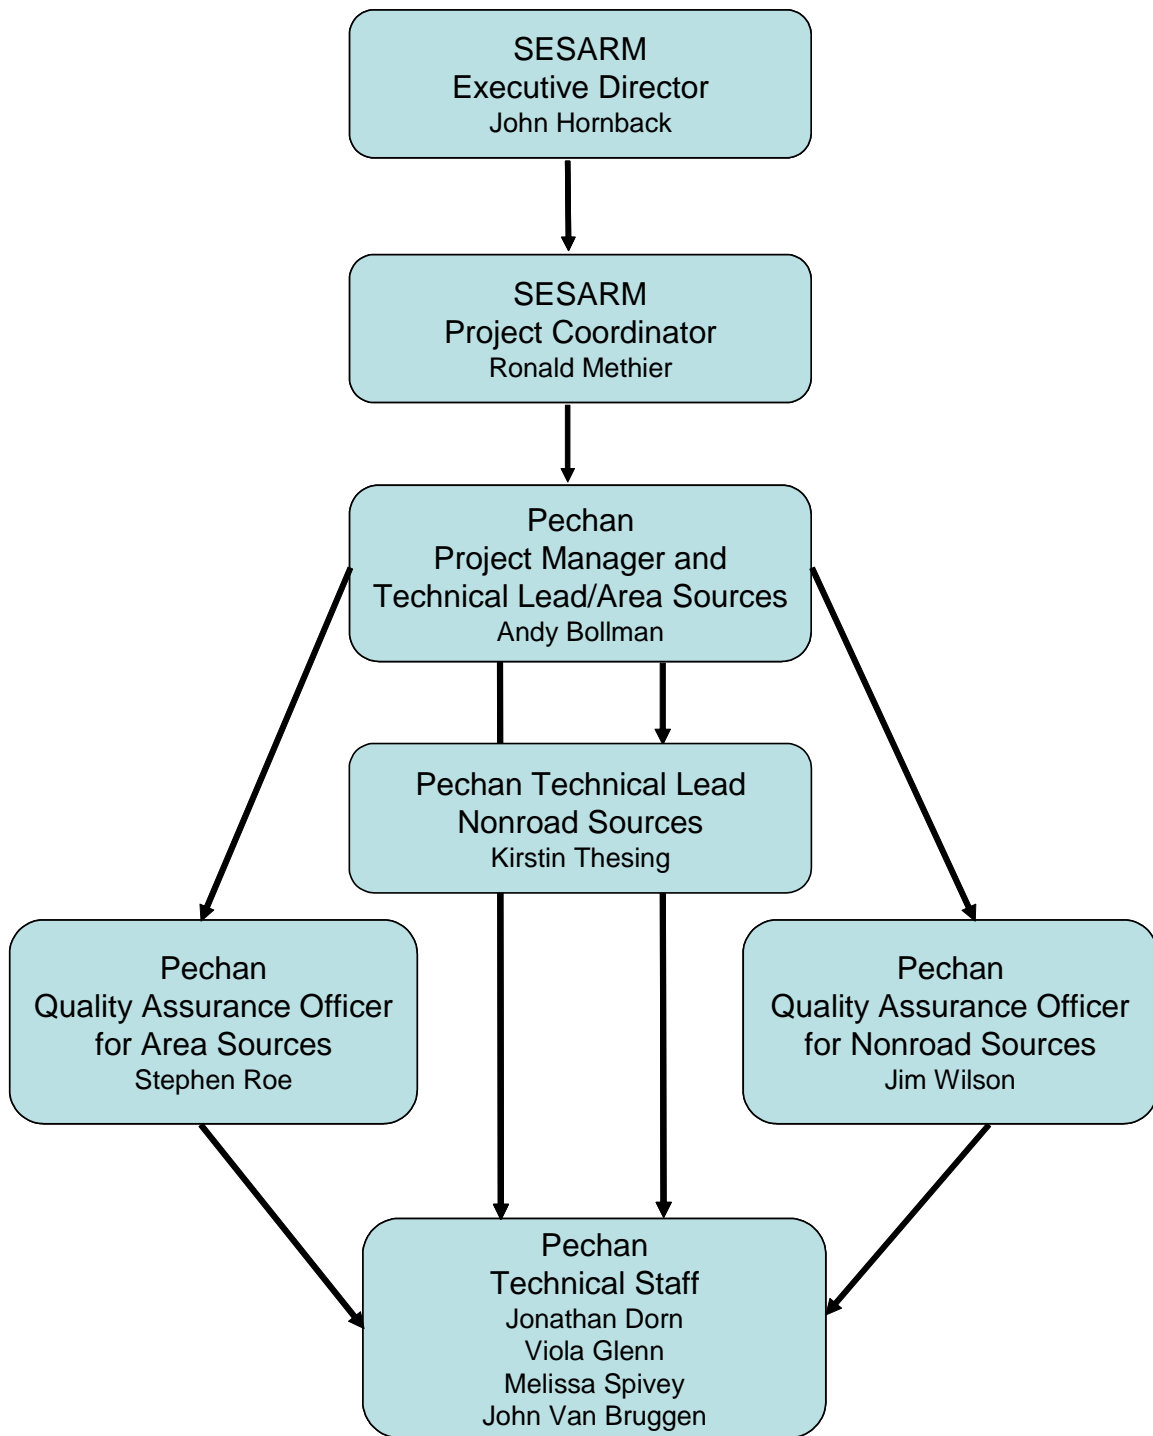 SESARM
Executive Director
John Hornback
SESARM
Project Coordinator
Ronald Methier
Pechan
Project Manager and
Technical Lead/Area Sources
Andy Bollman
Pechan Technical Lead
Nonroad Sources
Kirstin Thesing
Pechan
Quality Assurance Officer
for Area Sources
Stephen Roe
Pechan
Quality Assurance Officer
for Nonroad Sources
Jim Wilson
Pechan
Technical Staff
Jonathan Dorn
Viola Glenn
Melissa Spivey
John Van Bruggen